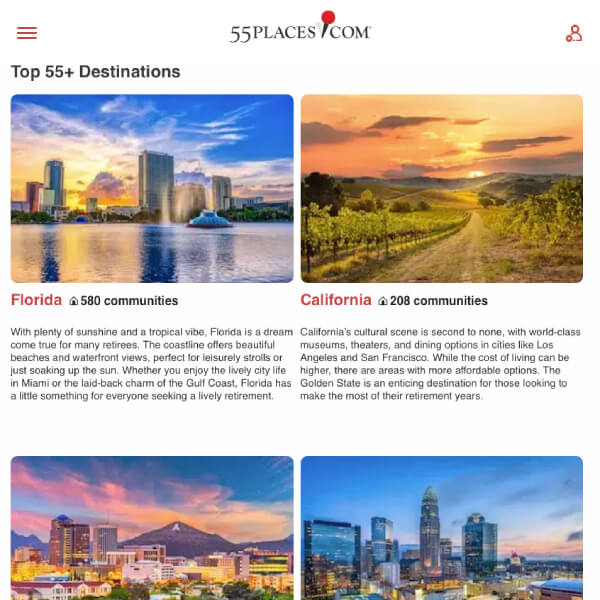 55PLACES.COM
Top 55+ Destinations
Florida 580 communities
With plenty of sunshine and a tropical vibe, Florida is a dream
come true for many retirees. The coastline offers beautiful
beaches and waterfront views, perfect for leisurely strolls or
just soaking up the sun. Whether you enjoy the lively city life
in Miami or the laid-back charm of the Gulf Coast, Florida has
a little something for everyone seeking a lively retirement.
California 208 communities
California's cultural scene is second to none, with world-class
museums, theaters, and dining options in cities like Los
Angeles and San Francisco. While the cost of living can be
higher, there are areas with more affordable options. The
Golden State is an enticing destination for those looking to
make the most of their retirement years.